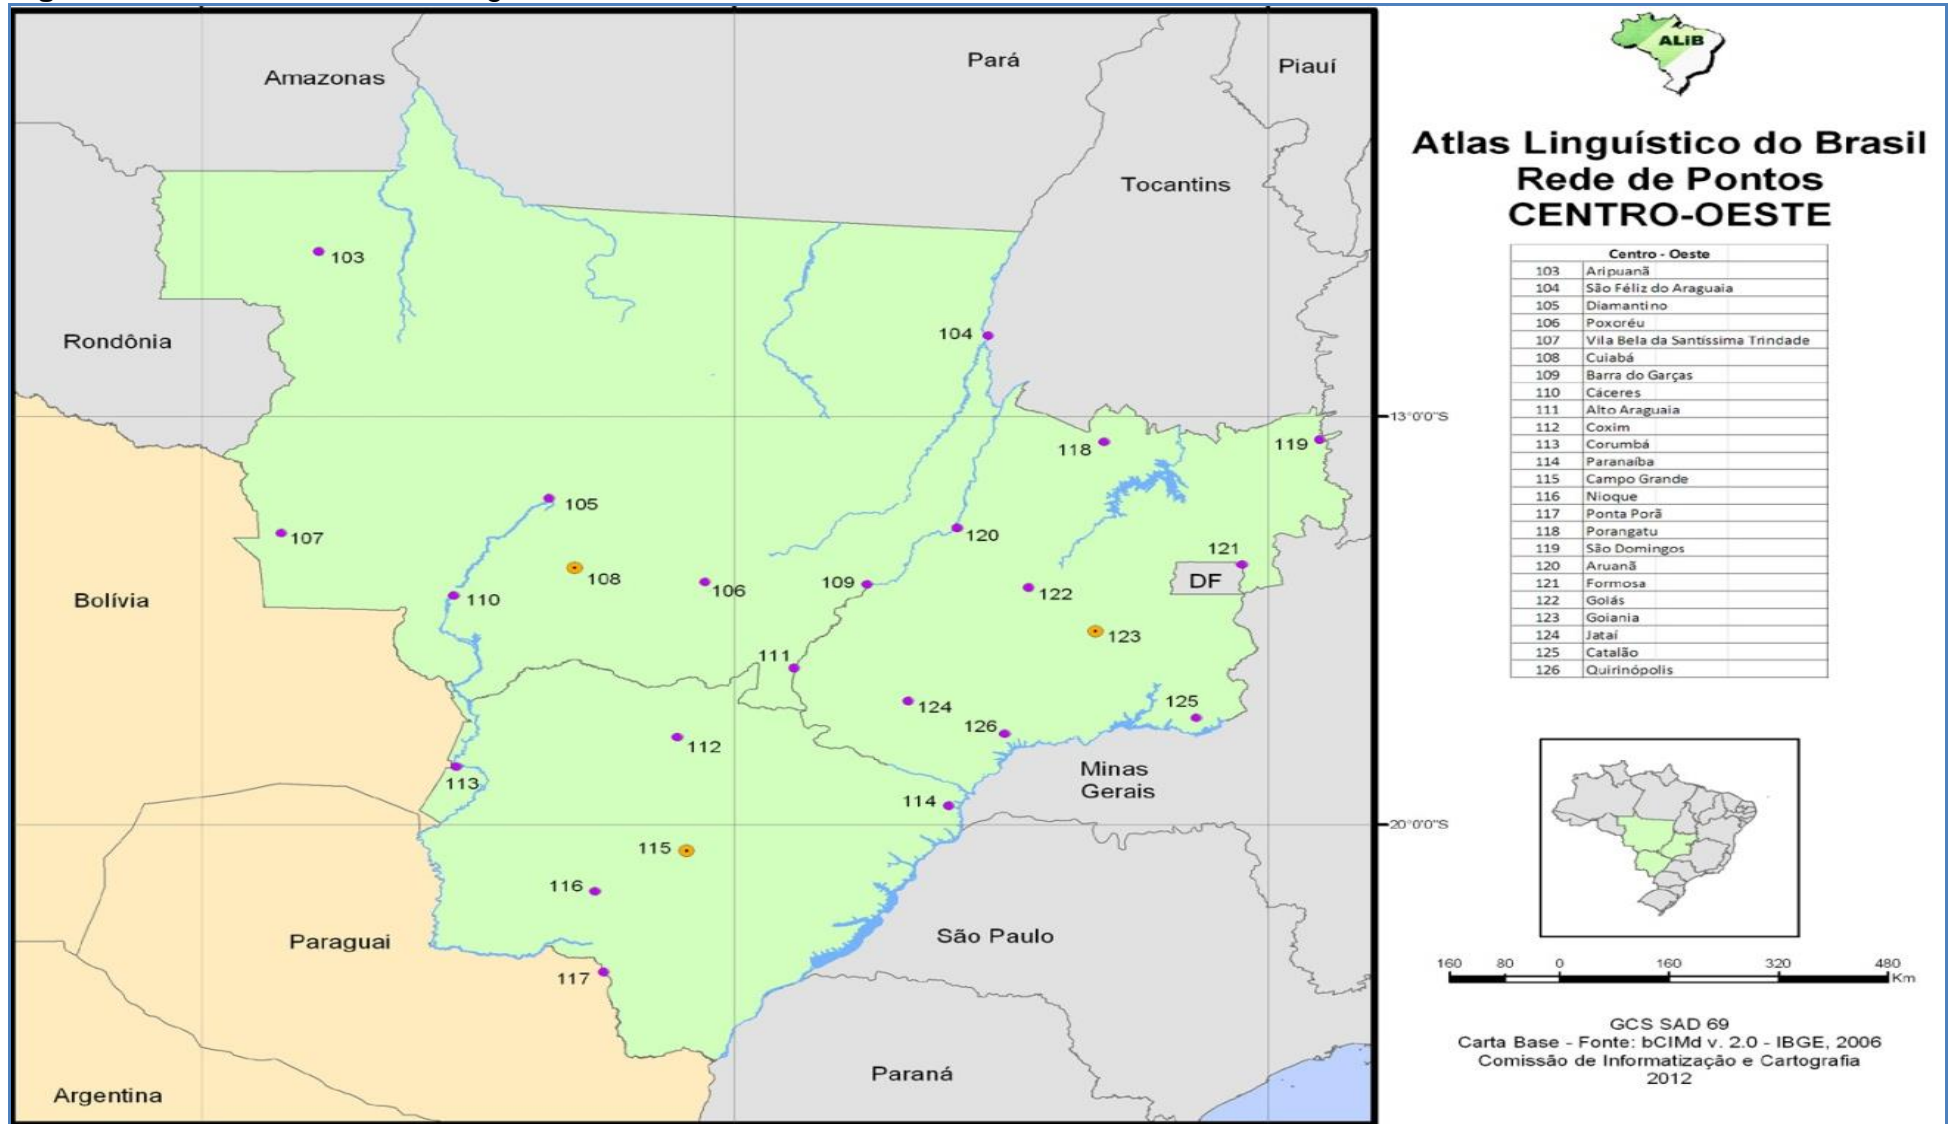 Amazonas
Pará
Piauí
Tocantins
Rondônia
Bolívia
Paraguai
Argentina
DF
Minas
Gerais
São Paulo
Paraná
103
104
105
106
107
108
109
110
111
112
113
114
115
116
117
118
119
120
121
122
123
124
125
126
13°0'0"S
20°0'0"S
ALiB
Atlas Linguístico do Brasil
Rede de Pontos
CENTRO-OESTE
Centro - Oeste
103 Aripuanã
104 São Féliz do Araguaia
105 Diamantino
106 Poxoréu
107 Vila Bela da Santíssima Trindade
108 Cuiabá
109 Barra do Garças
110 Cáceres
111 Alto Araguaia
112 Coxim
113 Corumbá
114 Paranaíba
115 Campo Grande
116 Nioque
117 Ponta Porã
118 Porangatu
119 São Domingos
120 Aruanã
121 Formosa
122 Goiás
123 Goiania
124 Jataí
125 Catalão
126 Quirinópolis
160 80 0 160 320 480
Km
GCS SAD 69
Carta Base - Fonte: bCIMd v. 2.0 - IBGE, 2006
Comissão de Informatização e Cartografia
2012